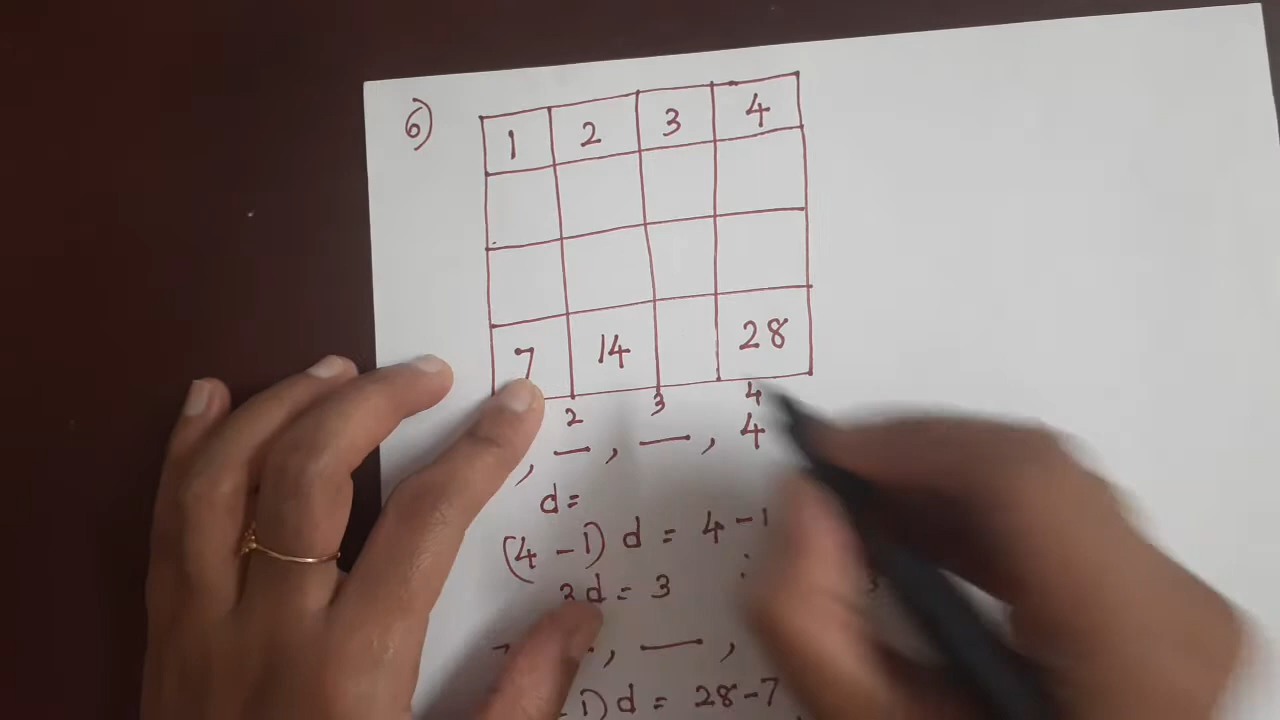 6)
1 2 3 4
7 14 28
2 3 4
, —, —, 4
d=
(4-1) d = 4-1
3d = 3
, —,
1) d = 28-7